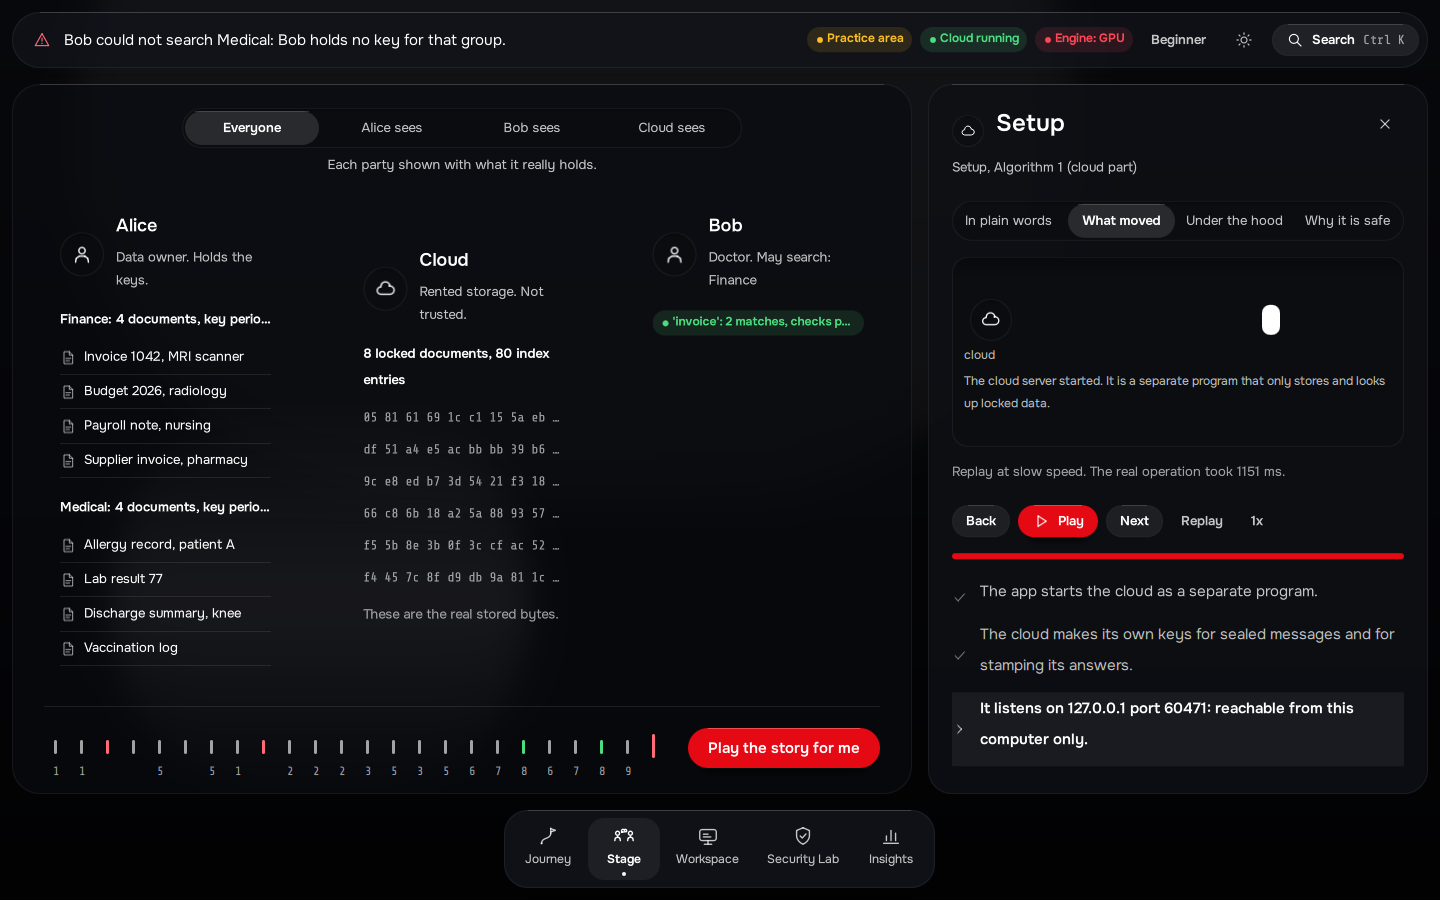 Bob could not search Medical: Bob holds no key for that group.
Practice area
Cloud running
Engine: GPU
Beginner
Search Ctrl K
Everyone
Alice sees
Bob sees
Cloud sees
Each party shown with what it really holds.
Alice
Data owner. Holds the
keys.
Finance: 4 documents, key perio...
Invoice 1042, MRI scanner
Budget 2026, radiology
Payroll note, nursing
Supplier invoice, pharmacy
Medical: 4 documents, key perio...
Allergy record, patient A
Lab result 77
Discharge summary, knee
Vaccination log
Cloud
Rented storage. Not
trusted.
8 locked documents, 80 index
entries
05 81 61 69 1c c1 15 5a eb …
df 51 a4 e5 ac bb bb 39 b6 …
9c e8 ed b7 3d 54 21 f3 18 …
66 c8 6b 18 a2 5a 88 93 57 …
f5 5b 8e 3b 0f 3c cf ac 52 …
f4 45 7c 8f d9 db 9a 81 1c …
These are the real stored bytes.
Bob
Doctor. May search:
Finance
'invoice': 2 matches, checks p...
1 1 5 5 1 2 2 2 3 5 3 5 6 7 8 6 7 8 9
Play the story for me
Setup
Setup, Algorithm 1 (cloud part)
In plain words
What moved
Under the hood
Why it is safe
cloud
The cloud server started. It is a separate program that only stores and looks
up locked data.
Replay at slow speed. The real operation took 1151 ms.
Back
Play
Next
Replay
1x
The app starts the cloud as a separate program.
The cloud makes its own keys for sealed messages and for
stamping its answers.
It listens on 127.0.0.1 port 60471: reachable from this
computer only.
Journey
Stage
Workspace
Security Lab
Insights